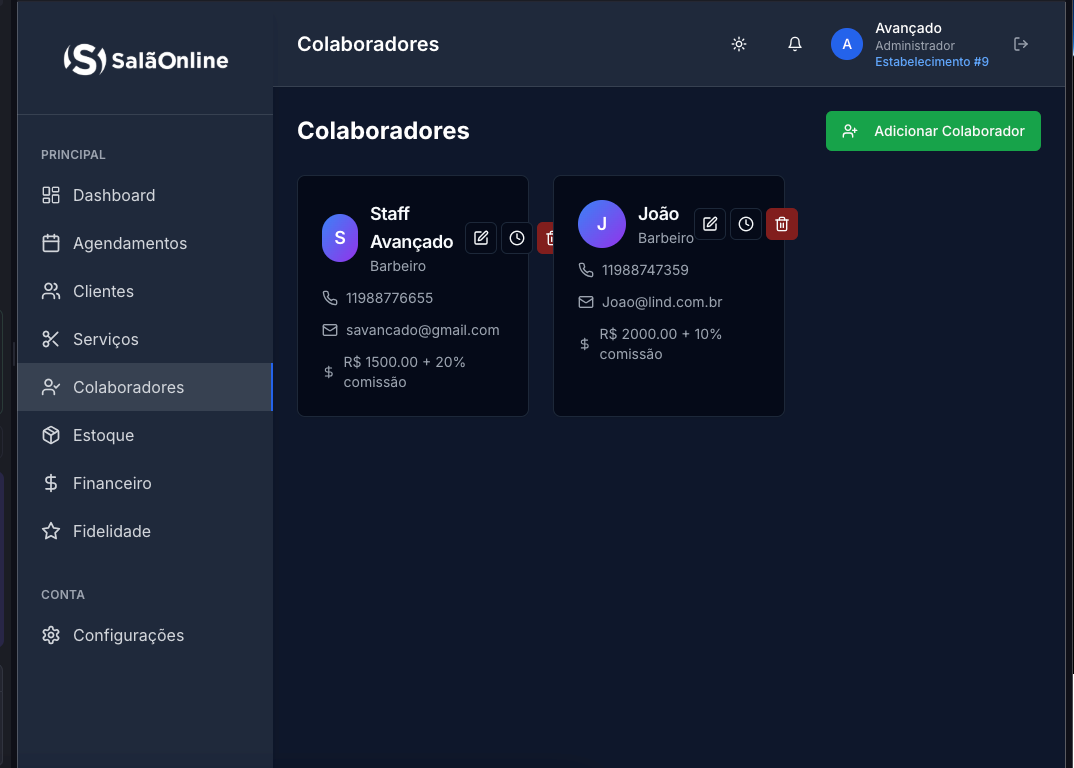 SalãOnline
PRINCIPAL
Dashboard
Agendamentos
Clientes
Serviços
Colaboradores
Estoque
Financeiro
Fidelidade
CONTA
Configurações
Colaboradores
A
Avançado
Administrador
Estabelecimento #9
Colaboradores
Adicionar Colaborador
S
Staff
Avançado
Barbeiro
11988776655
savancado@gmail.com
R$ 1500.00 + 20%
comissão
J
João
Barbeiro
11988747359
Joao@lind.com.br
R$ 2000.00 + 10%
comissão